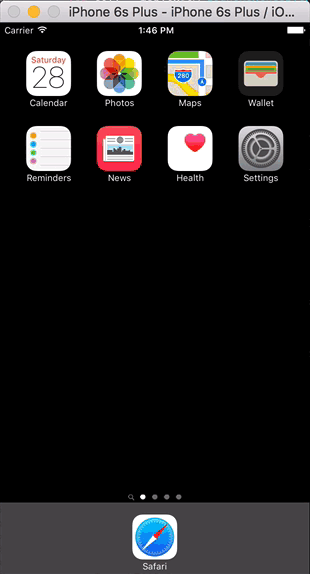 iPhone 6s Plus - iPhone 6s Plus / iO...
Carrier 1:46 PM
Saturday
28
280
Calendar Photos Maps Wallet
Reminders News Health Settings
Safari